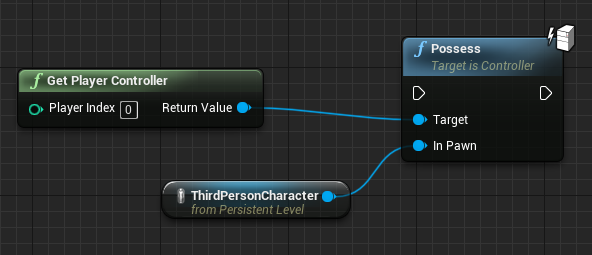 f Get Player Controller
Player Index 0
Return Value
f Possess
Target is Controller
Target
In Pawn
ThirdPersonCharacter
from Persistent Level